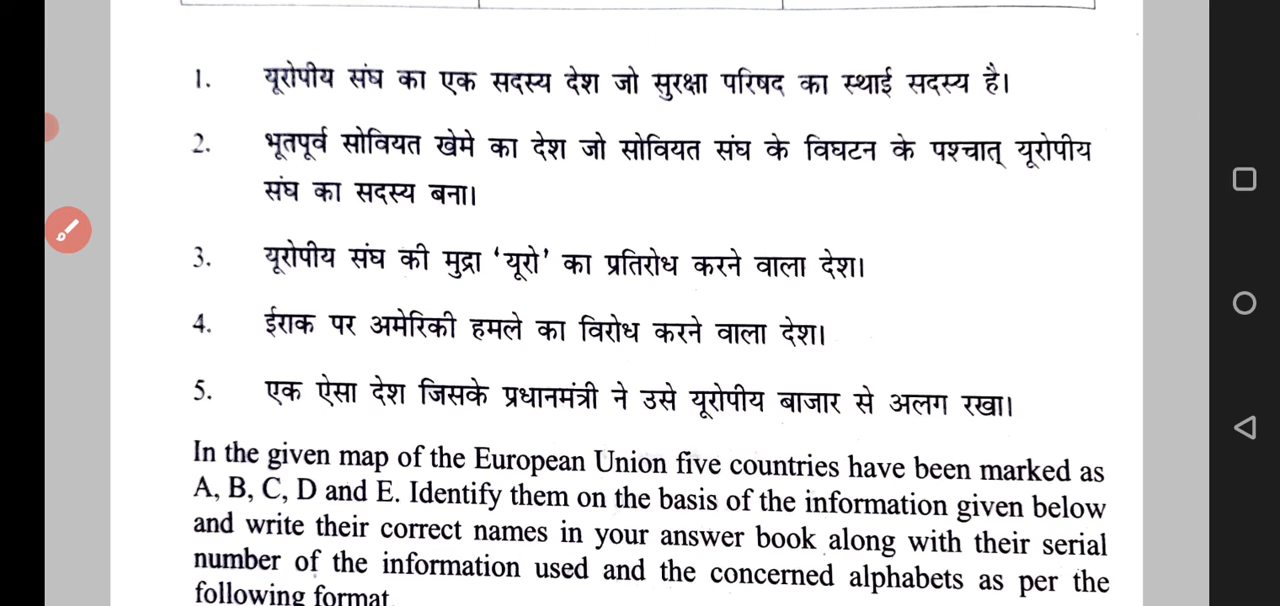 1. यूरोपीय संघ का एक सदस्य देश जो सुरक्षा परिषद का स्थाई सदस्य है।
2. भूतपूर्व सोवियत खेमे का देश जो सोवियत संघ के विघटन के पश्चात् यूरोपीय
संघ का सदस्य बना।
3. यूरोपीय संघ की मुद्रा ‘यूरो’ का प्रतिरोध करने वाला देश।
4. ईराक पर अमेरिकी हमले का विरोध करने वाला देश।
5. एक ऐसा देश जिसके प्रधानमंत्री ने उसे यूरोपीय बाजार से अलग रखा।
In the given map of the European Union five countries have been marked as
A, B, C, D and E. Identify them on the basis of the information given below
and write their correct names in your answer book along with their serial
number of the information used and the concerned alphabets as per the
following format.